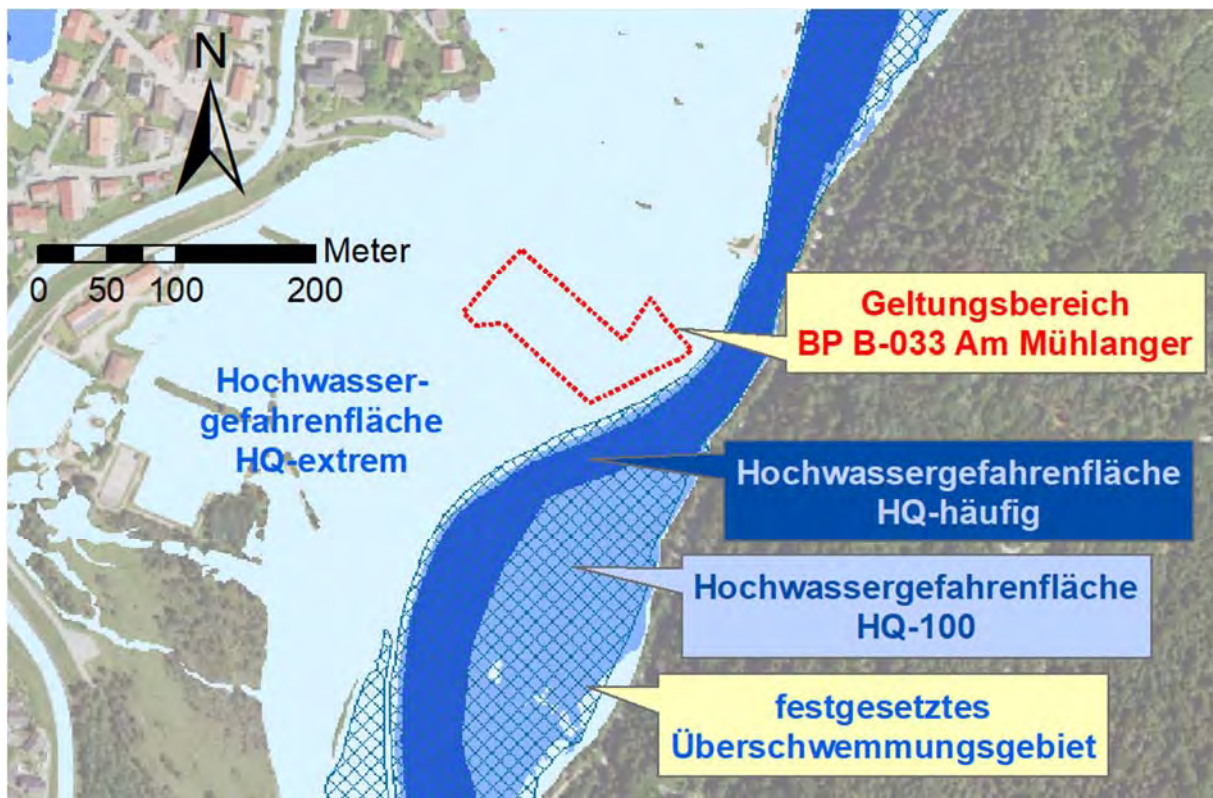 N
Meter
0 50 100 200
Geltungsbereich
BP B-033 Am Mühlanger
Hochwasser-
gefahrenfläche
HQ-extrem
Hochwassergefahrenfläche
HQ-häufig
Hochwassergefahrenfläche
HQ-100
festgesetztes
Überschwemmungsgebiet